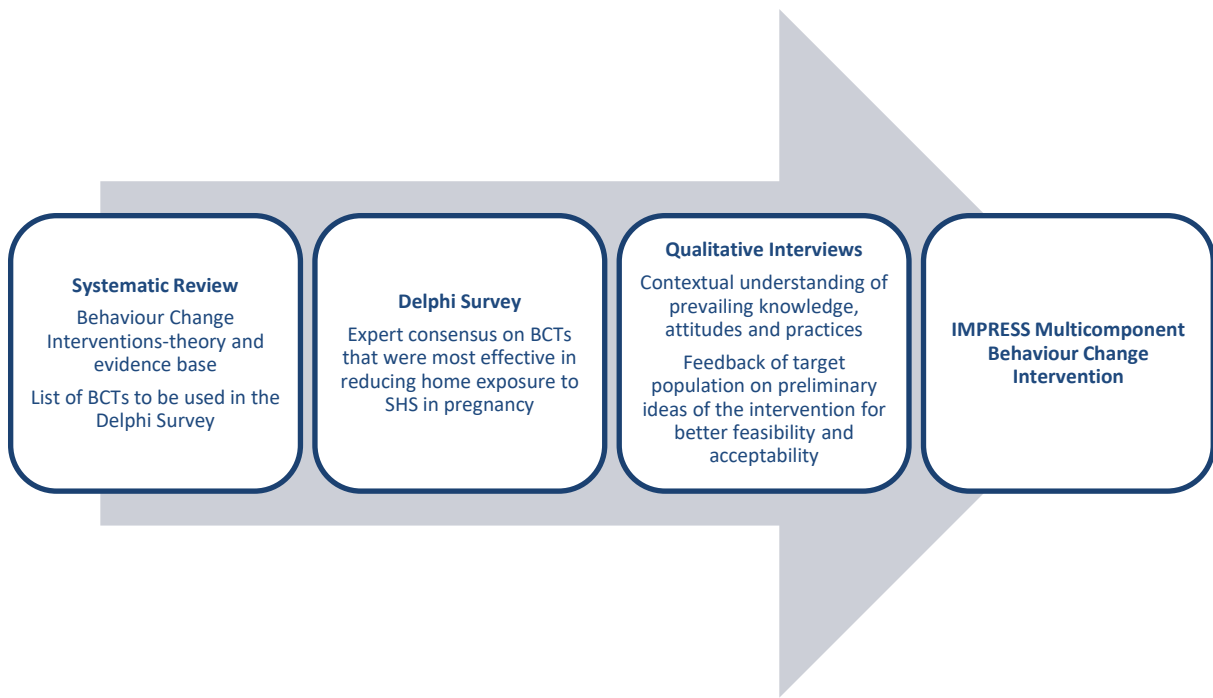 Systematic Review
Behaviour Change
Interventions-theory and
evidence base
List of BCTs to be used in the
Delphi Survey
Delphi Survey
Expert consensus on BCTs
that were most effective in
reducing home exposure to
SHS in pregnancy
Qualitative Interviews
Contextual understanding of
prevailing knowledge,
attitudes and practices
Feedback of target
population on preliminary
ideas of the intervention for
better feasibility and
acceptability
IMPRESS Multicomponent
Behaviour Change
Intervention